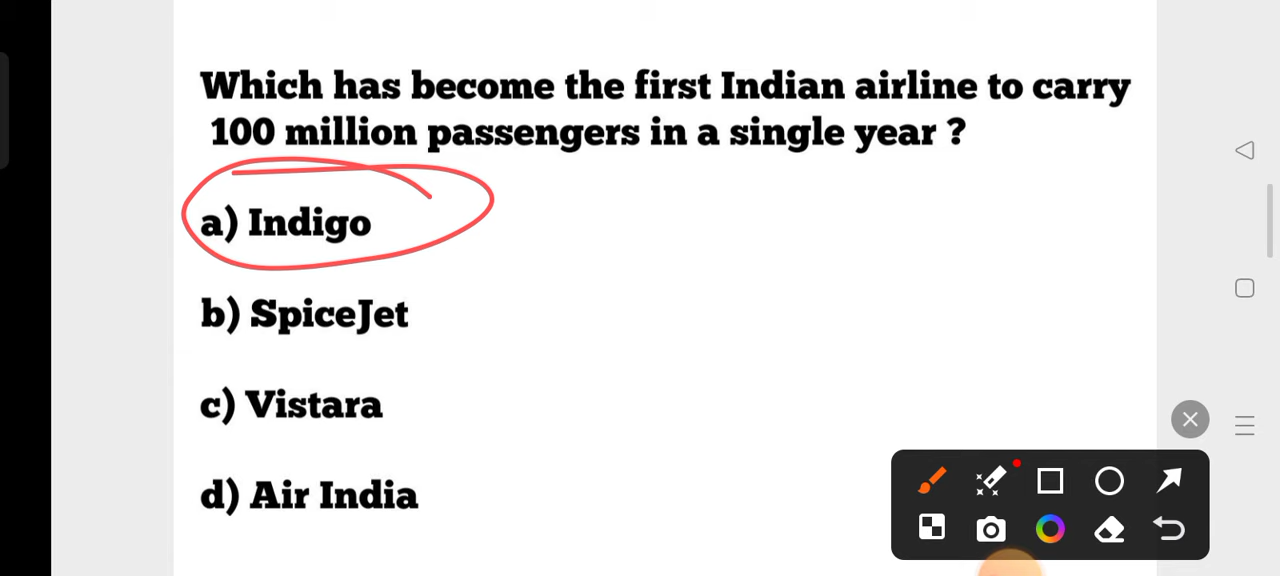 Which has become the first Indian airline to carry
100 million passengers in a single year ?
a) Indigo
b) SpiceJet
c) Vistara
d) Air India